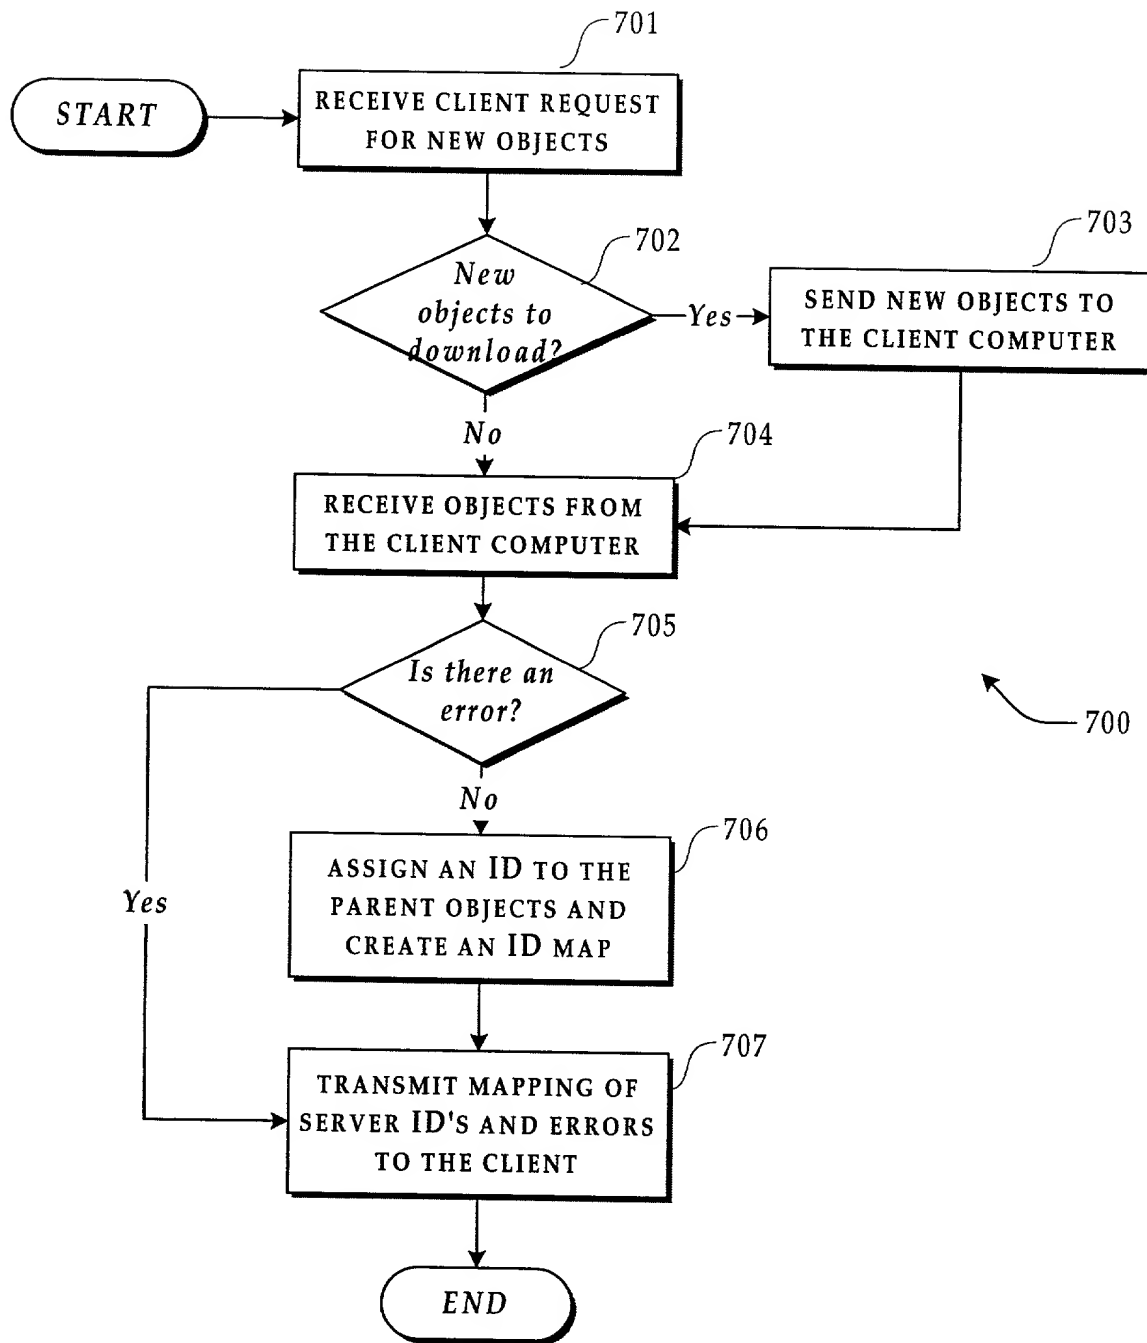 701
START
RECEIVE CLIENT REQUEST
FOR NEW OBJECTS
702
703
New
objects to
download?
Yes
SEND NEW OBJECTS TO
THE CLIENT COMPUTER
No
704
RECEIVE OBJECTS FROM
THE CLIENT COMPUTER
705
Is there an
error?
700
No
706
ASSIGN AN ID TO THE
PARENT OBJECTS AND
CREATE AN ID MAP
Yes
707
TRANSMIT MAPPING OF
SERVER ID'S AND ERRORS
TO THE CLIENT
END